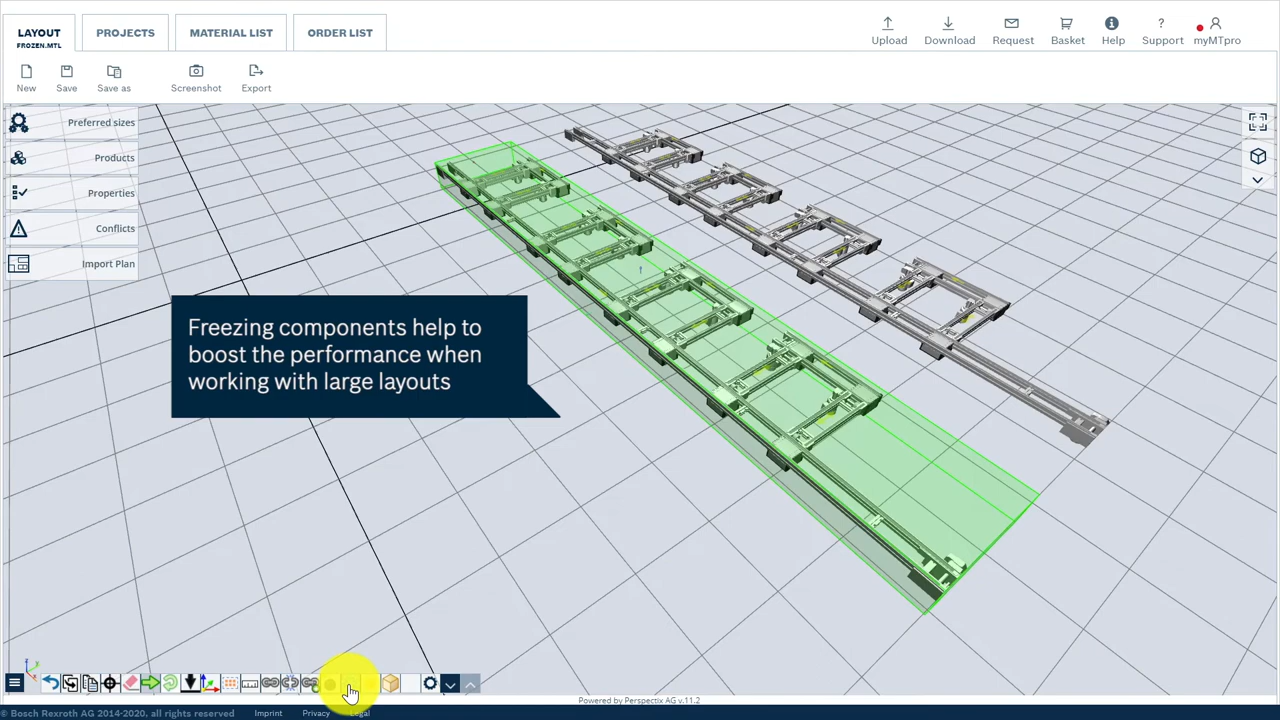 LAYOUT
FROZEN.MTL
PROJECTS
MATERIAL LIST
ORDER LIST
Upload
Download
Request
Basket
Help
Support
myMTpro
New
Save
Save as
Screenshot
Export
Preferred sizes
Products
Properties
Conflicts
Import Plan
Freezing components help to
boost the performance when
working with large layouts
Powered by Perspectix AG v.11.2
© Bosch Rexroth AG 2014-2020, all rights reserved
Imprint
Privacy
Legal